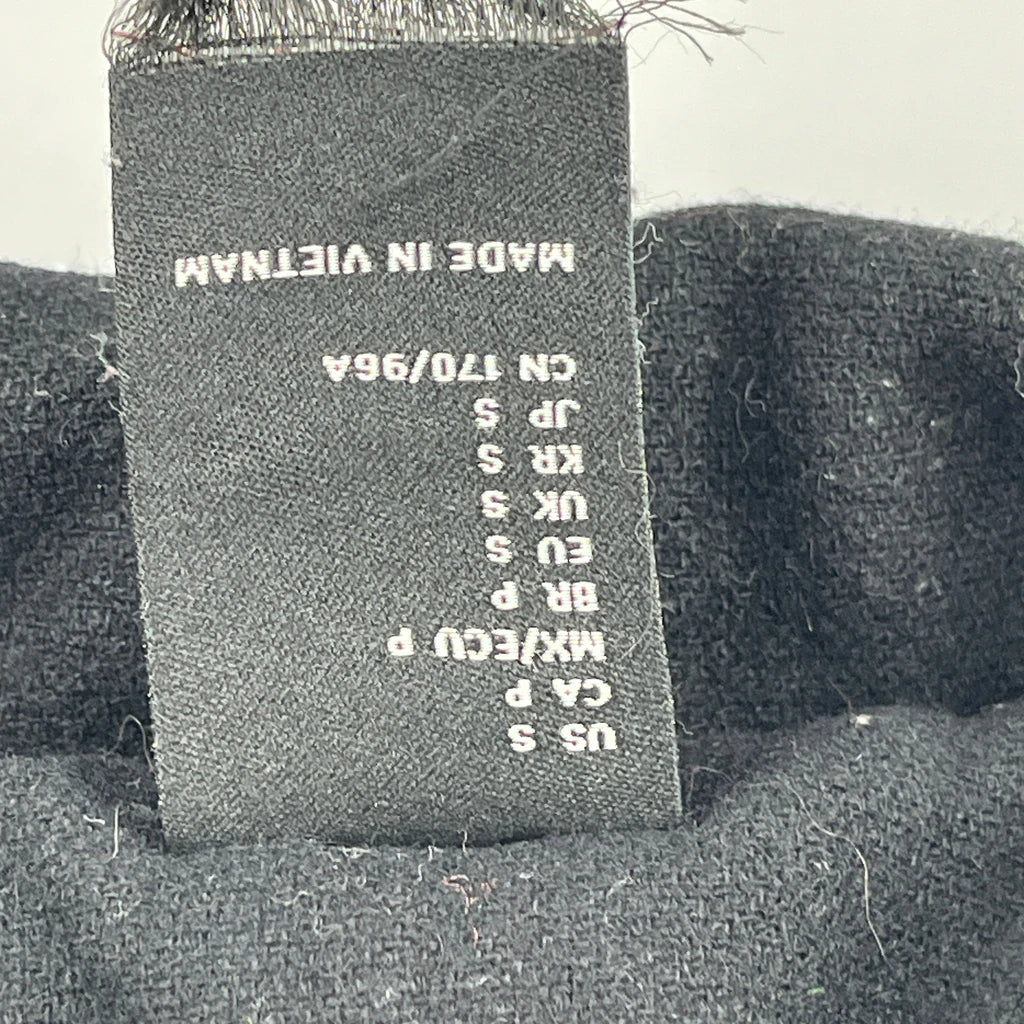 US S
CA P
MX/ECU P
BR P
EU S
UK S
KR S
JP S
CN 170/96A
MADE IN VIETNAM